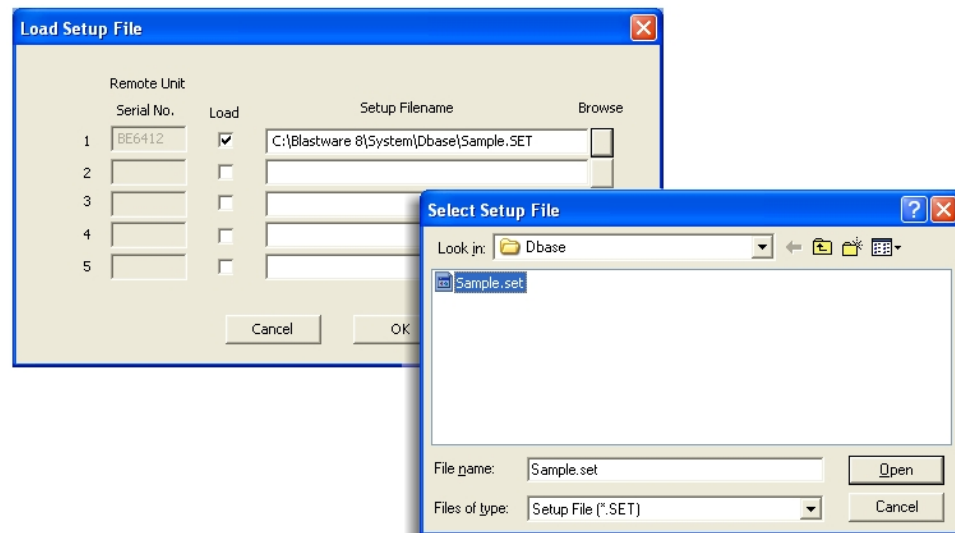 Load Setup File
Remote Unit
Serial No. Load Setup Filename Browse
1 BE6412 C:\Blastware 8\System\Dbase\Sample.SET
2
3
4
5
Cancel OK
Select Setup File
Look in: Dbase
Sample.set
File name: Sample.set Open
Files of type: Setup File (*.SET) Cancel